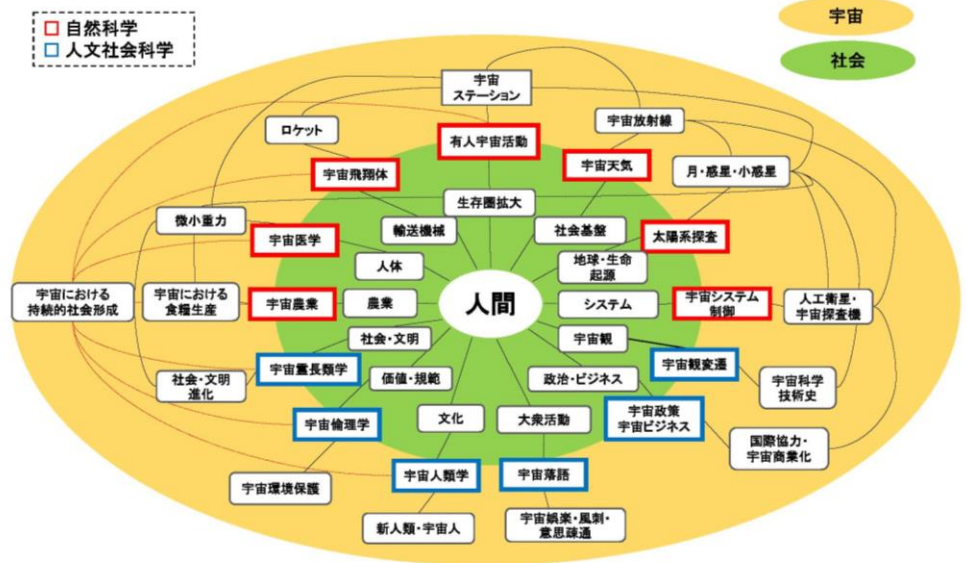 自然科学
人文社会科学
宇宙
社会
宇宙
ステーション
ロケット
宇宙放射線
有人宇宙活動
宇宙飛翔体
宇宙天気
月・惑星・小惑星
生存圏拡大
微小重力
輸送機械
社会基盤
宇宙医学
太陽系探査
人体
地球・生命
起源
宇宙における
持続的社会形成
宇宙における
食糧生産
宇宙農業
農業
人間
システム
宇宙システム
制御
人工衛星・
宇宙探査機
社会・文明
宇宙観
社会・文明
進化
宇宙霊長類学
価値・規範
政治・ビジネス
宇宙観変遷
宇宙科学
技術史
宇宙倫理学
文化
大衆活動
宇宙政策
宇宙ビジネス
国際協力・
宇宙商業化
宇宙環境保護
宇宙人類学
宇宙落語
新人類・宇宙人
宇宙娯楽・風刺・
意思疎通